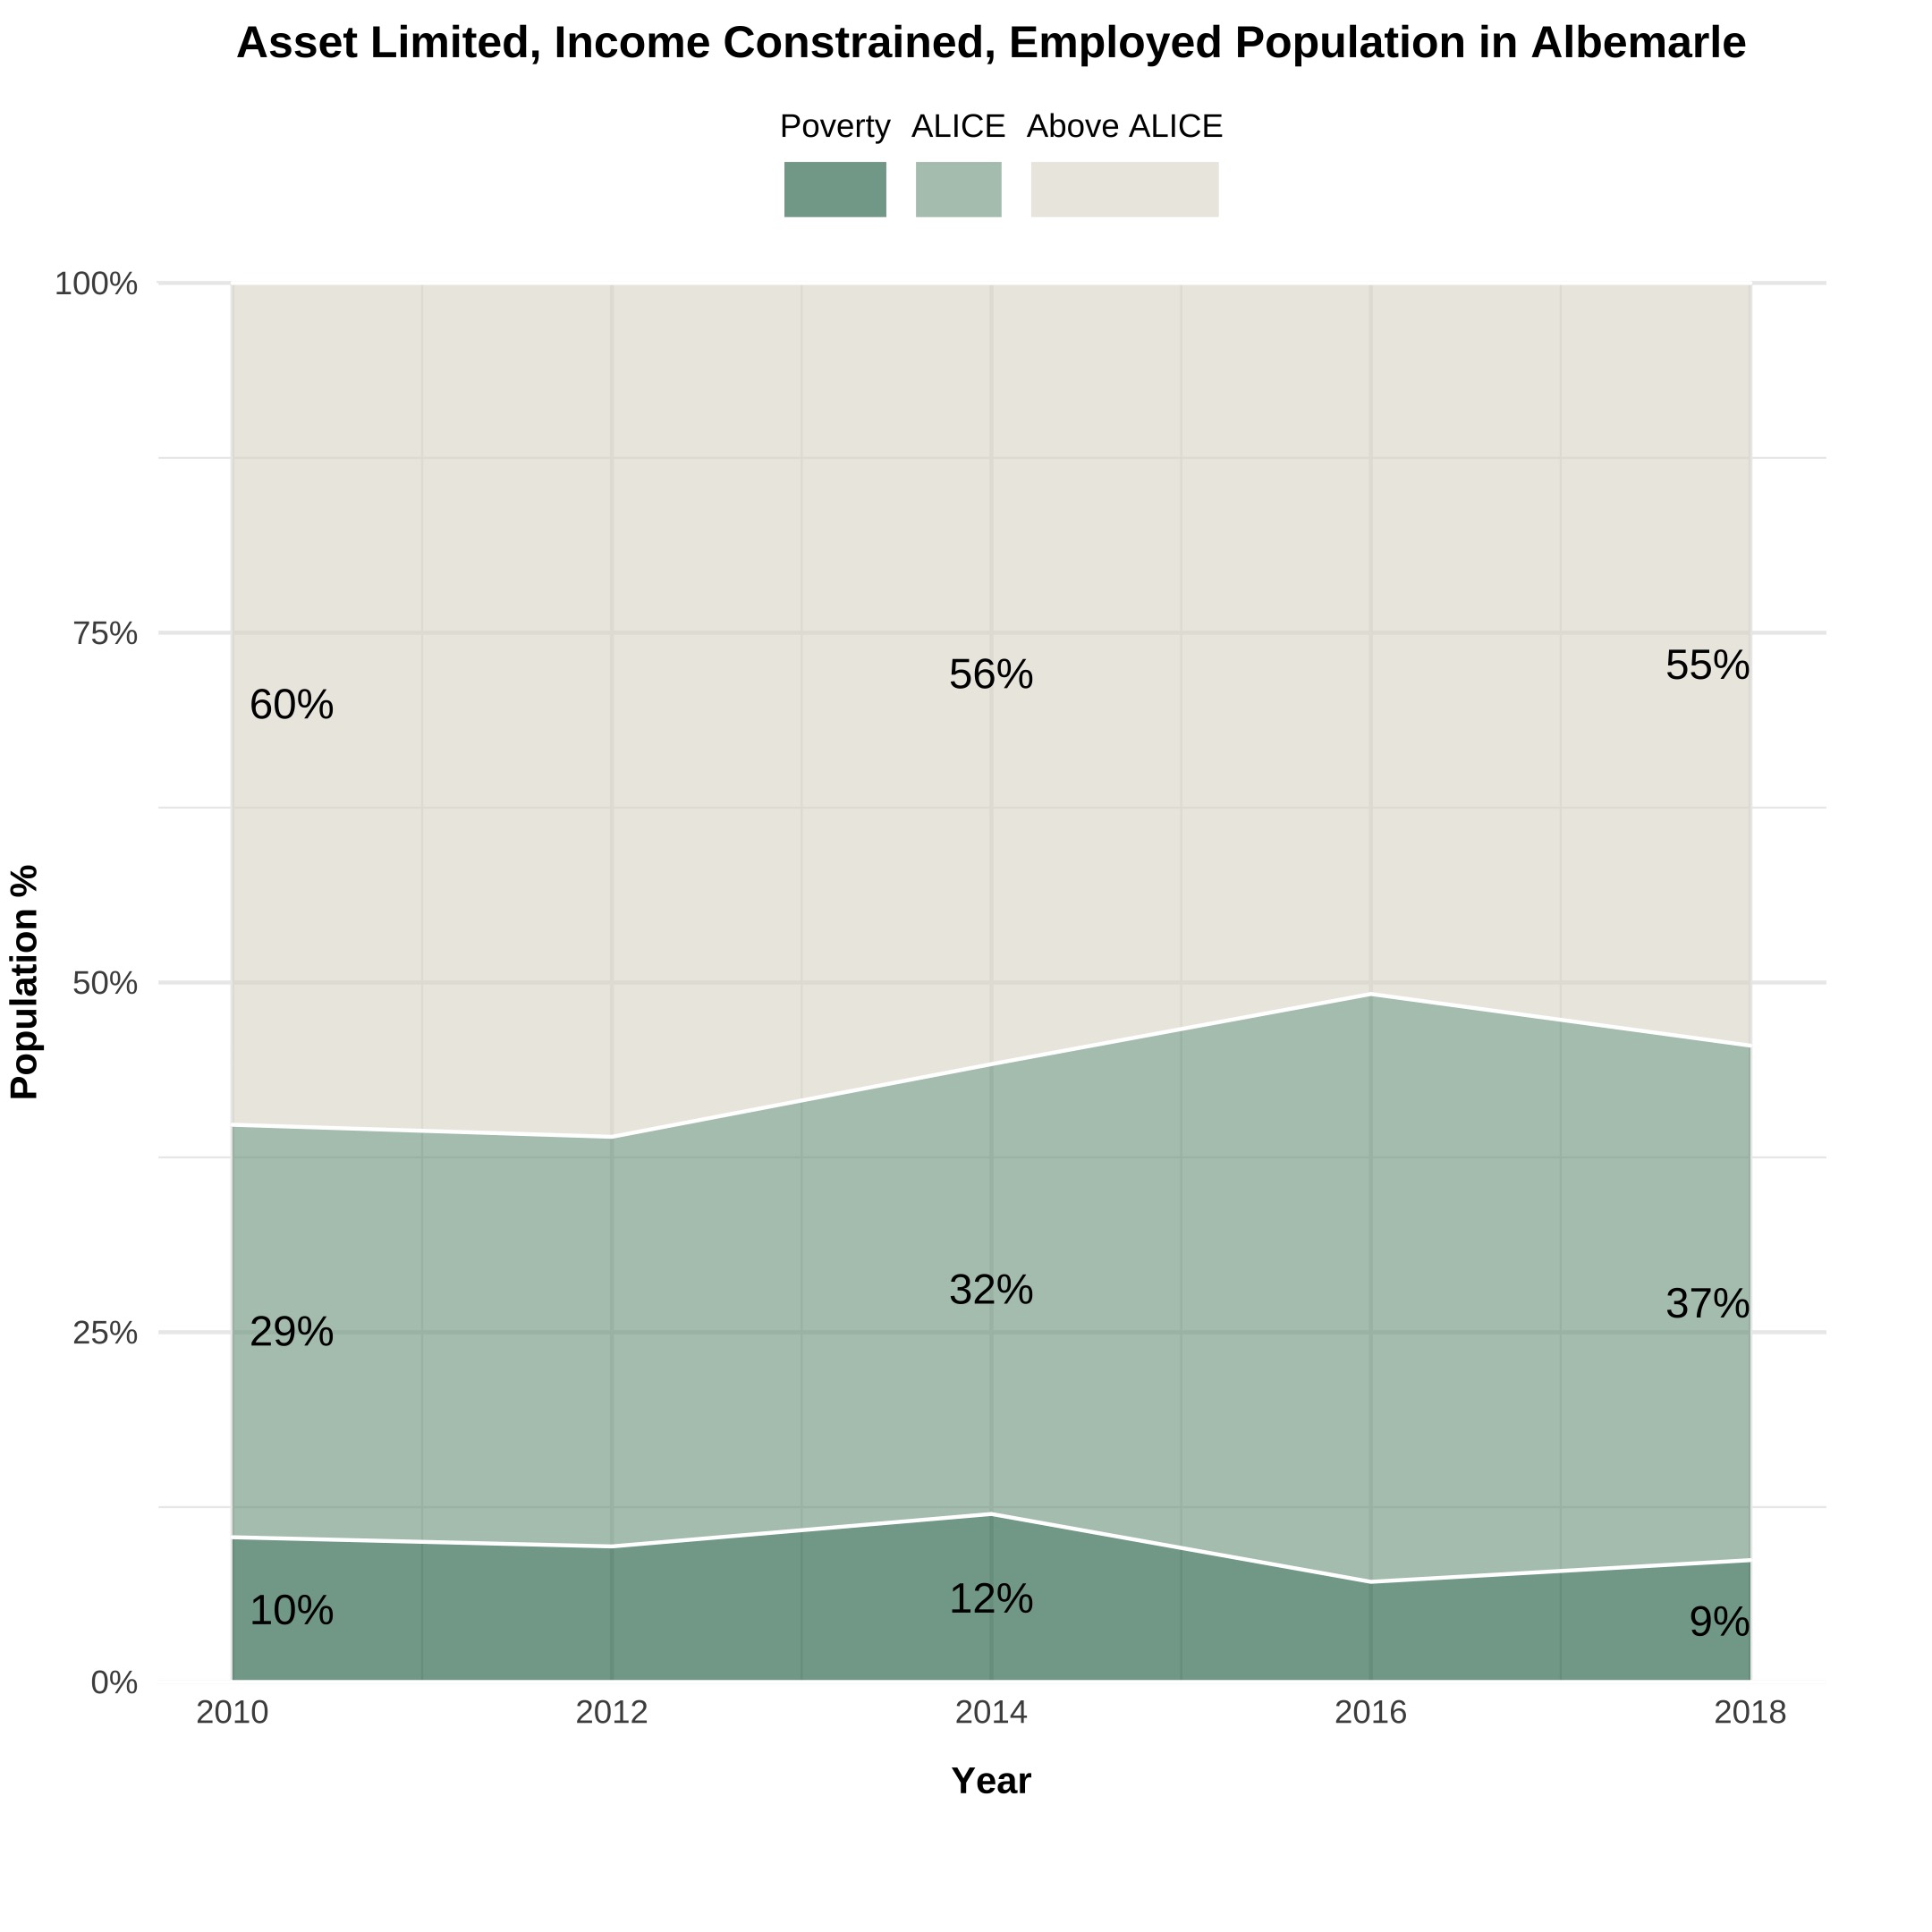 Asset Limited, Income Constrained, Employed Population in Albemarle
Poverty ALICE Above ALICE
100%
75%
50%
25%
0%
Population %
60%
56%
55%
29%
32%
37%
10%
12%
9%
2010 2012 2014 2016 2018
Year